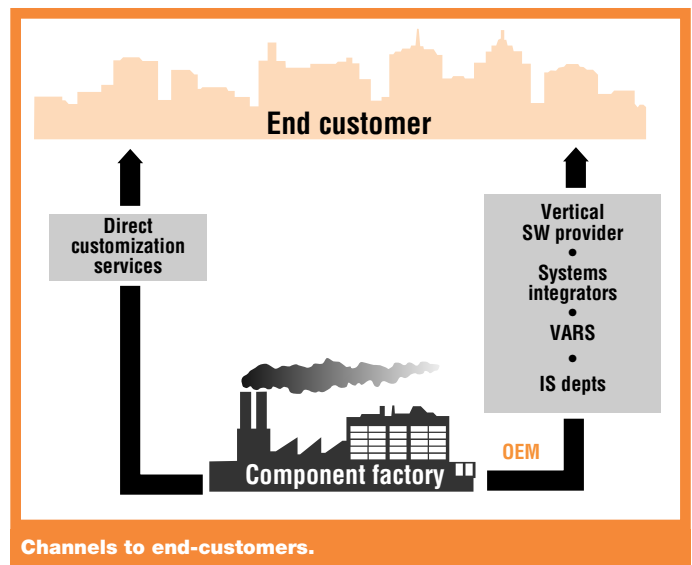 End customer
Direct
customization
services
Vertical
SW provider
•
Systems
integrators
•
VARS
•
IS depts
OEM
Component factory
Channels to end-customers.